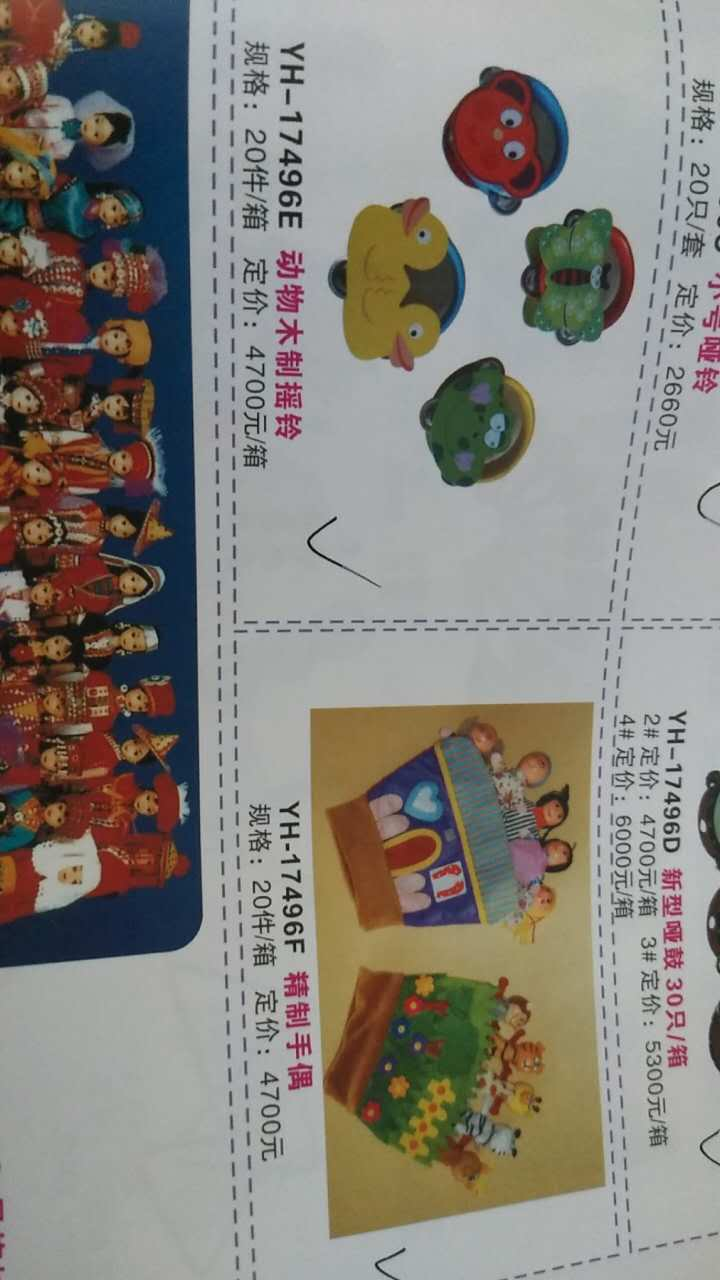 小号哑铃
规格：20只/套 定价：2660元
YH-17496D 新型哑鼓 30只/箱
2#定价：4700元/箱 3#定价：5300元/箱
4#定价：6000元/箱
YH-17496E 动物木制摇铃
规格：20件/箱 定价：4700元/箱
YH-17496F 精制手偶
规格：20件/箱 定价：4700元